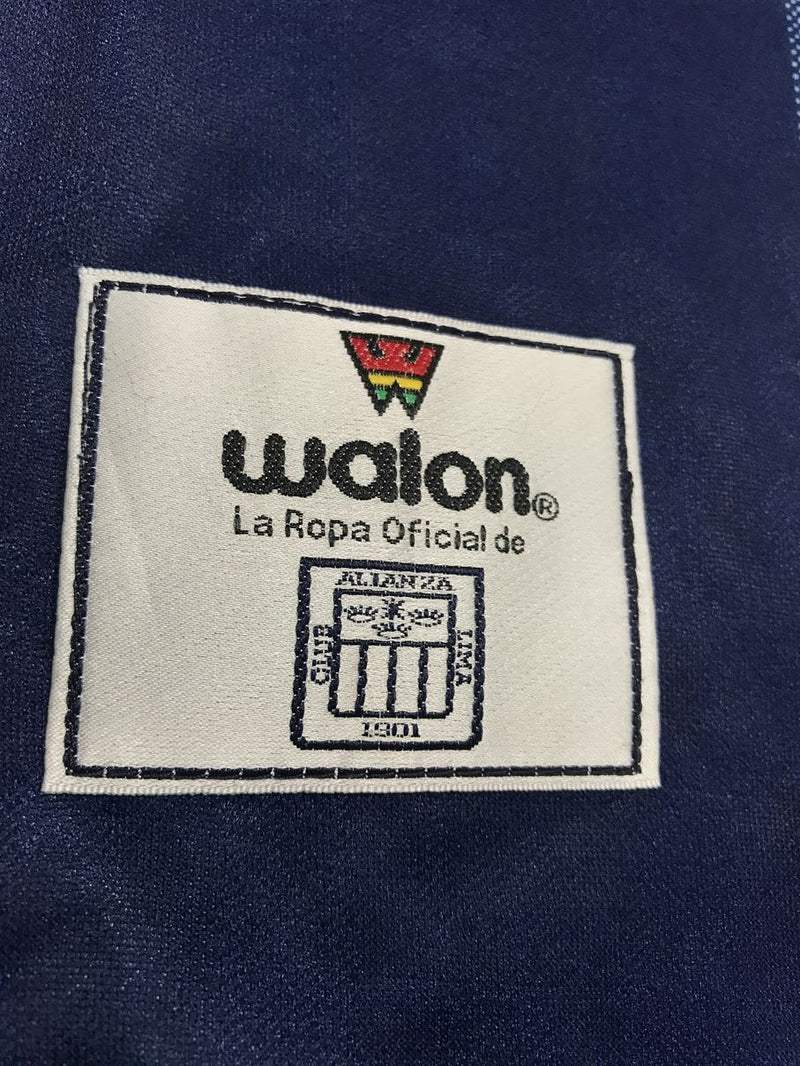 walon®
La Ropa Oficial de
ALIANZA
CLUB
LIMA
1901